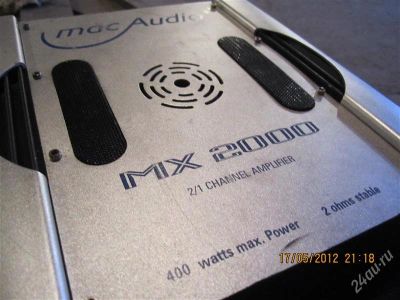 mac Audio
MX 2000
2/1 CHANNEL AMPLIFIER
400 watts max. Power 2 ohms stable
17/05/2012 21:18
24au.ru